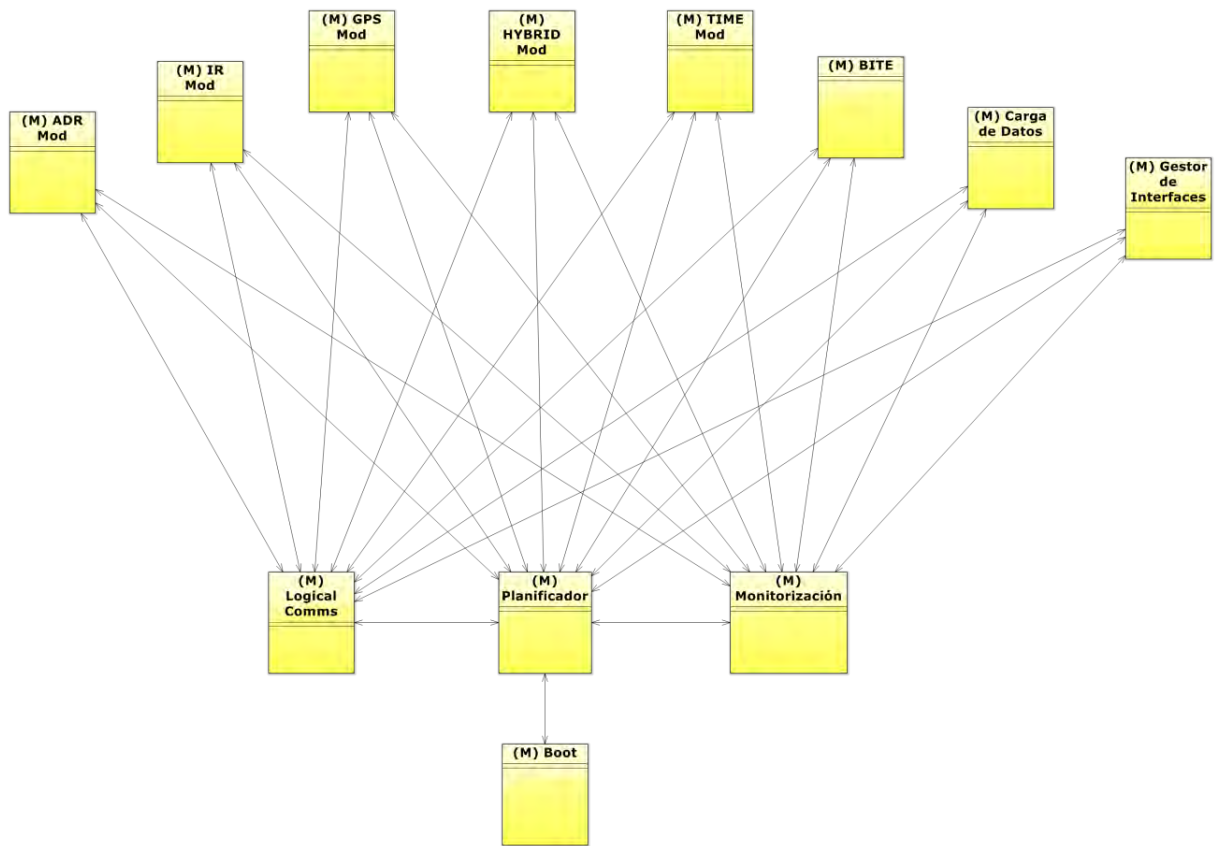 (M) ADR
Mod
(M) IR
Mod
(M) GPS
Mod
(M)
HYBRID
Mod
(M) TIME
Mod
(M) BITE
(M) Carga
de Datos
(M) Gestor
de
Interfaces
(M)
Logical
Comms
(M)
Planificador
(M)
Monitorización
(M) Boot